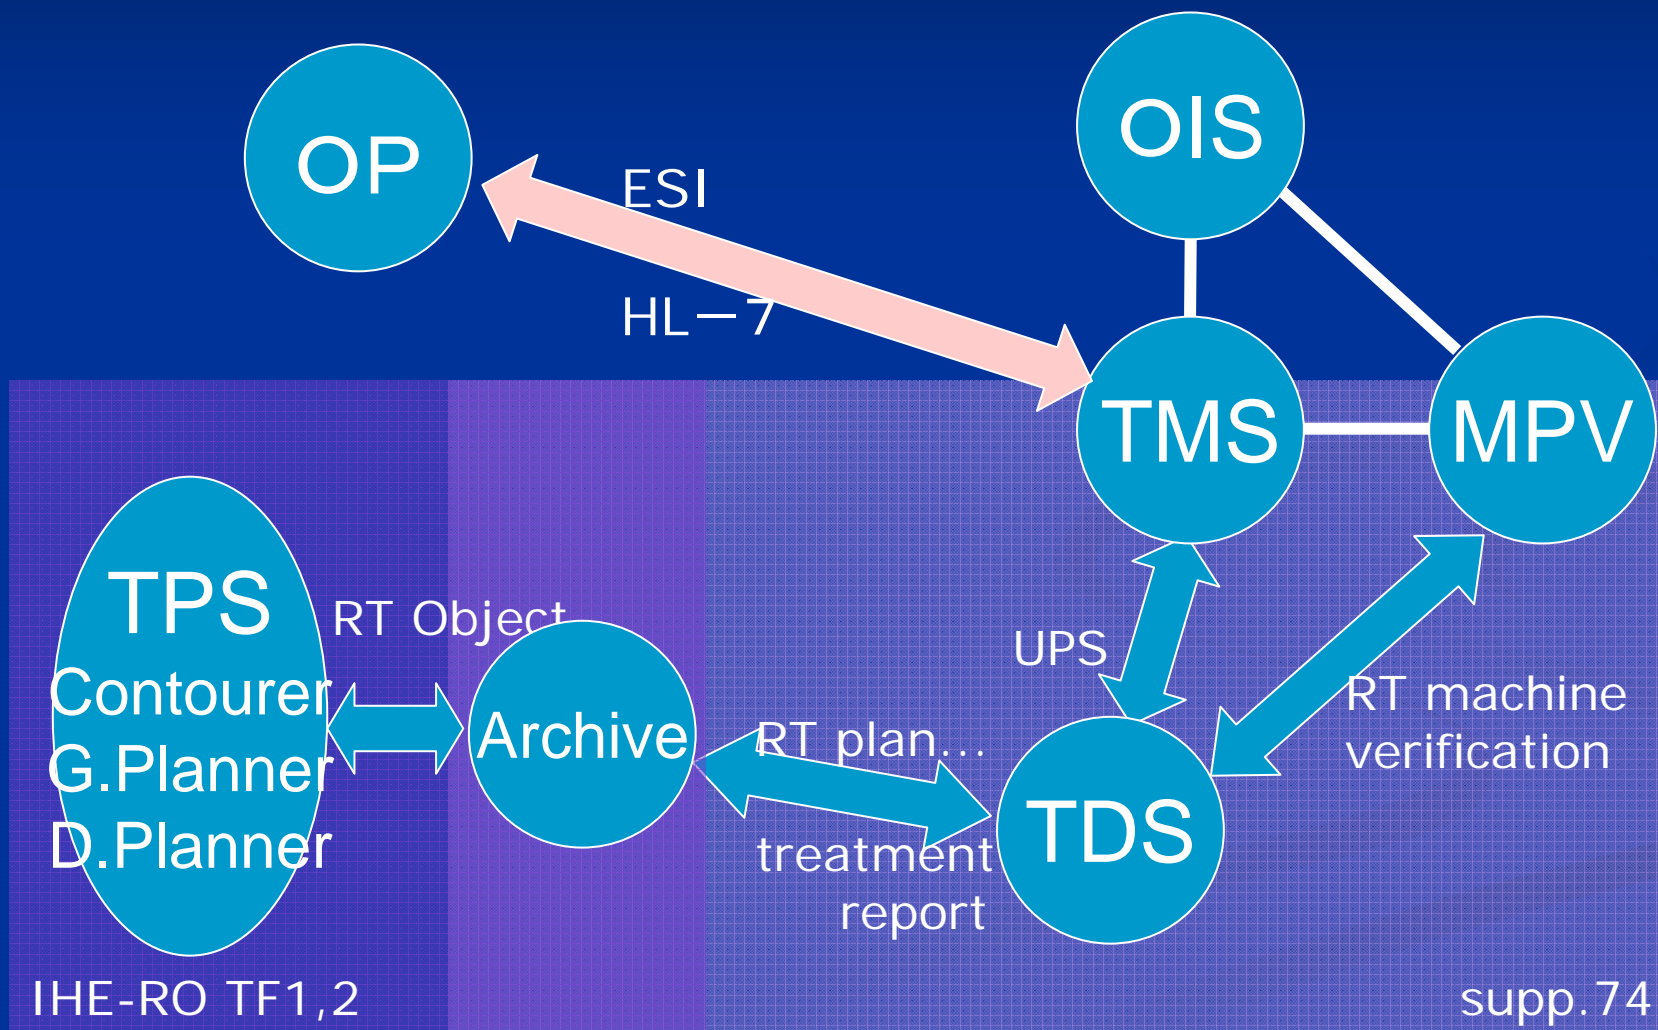 OP
OIS
ESI
HL−7
TMS
MPV
TPS
Contourer
G.Planner
D.Planner
RT Object
Archive
UPS
RT plan…
treatment
report
TDS
RT machine
verification
IHE-RO TF1,2
supp.74